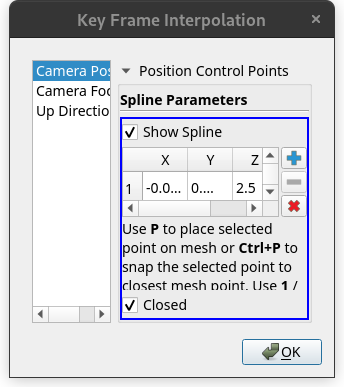 Key Frame Interpolation
Camera Pos
Camera Foc
Up Directio
Position Control Points
Spline Parameters
Show Spline
X Y Z
1 -0.0... 0.... 2.5
Use P to place selected
point on mesh or Ctrl+P to
snap the selected point to
closest mesh point. Use 1 /
Closed
OK